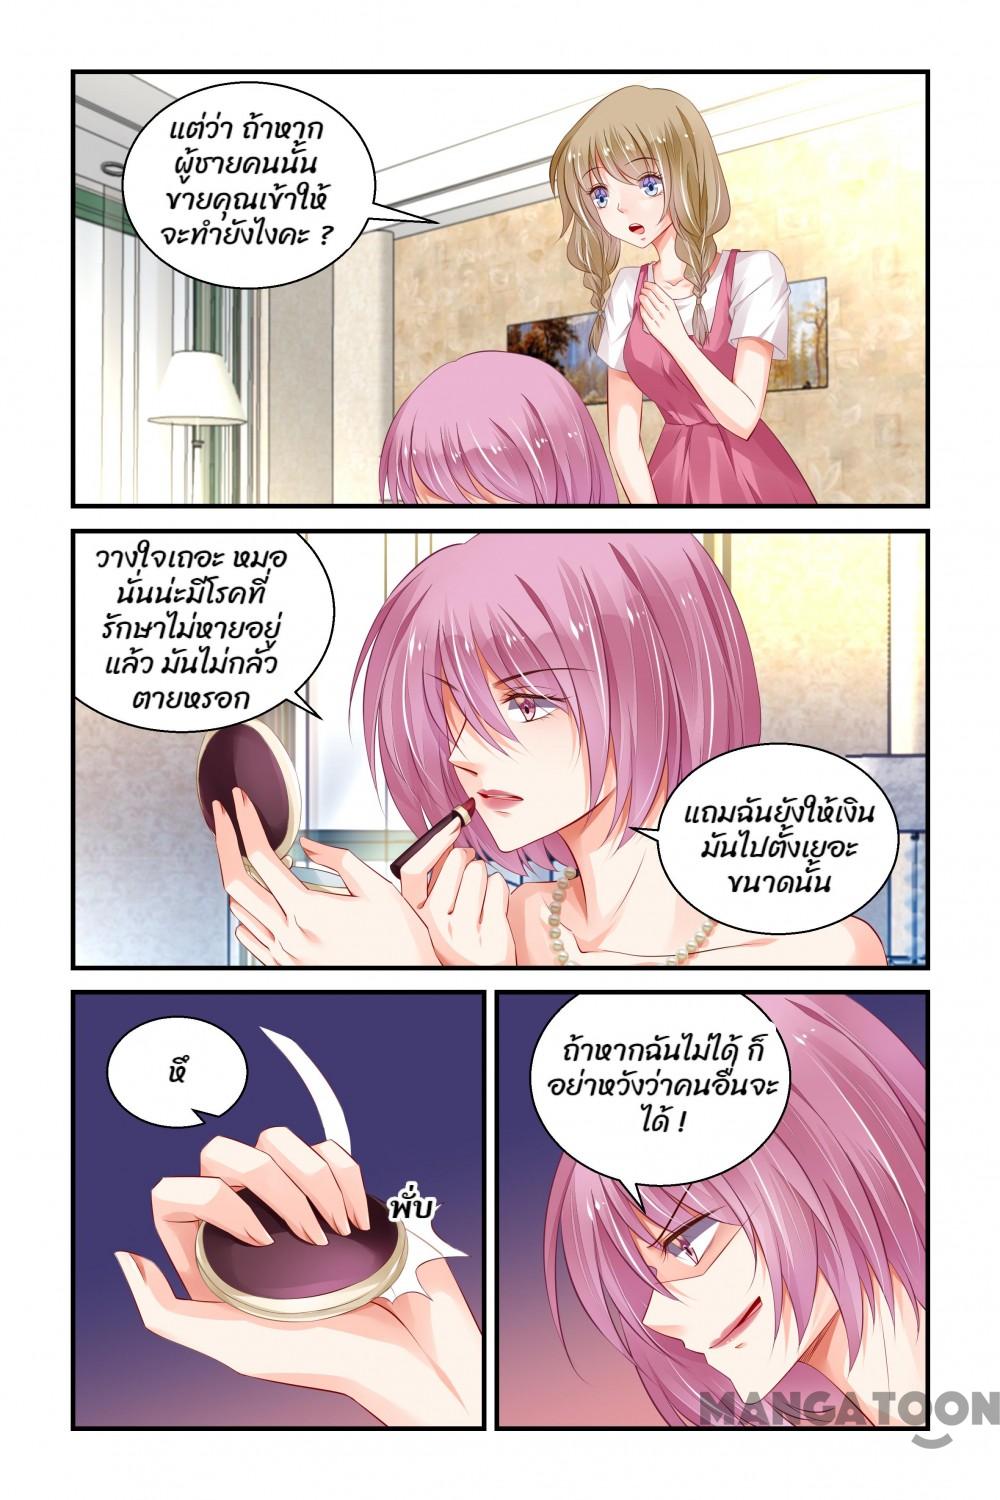 แต่ว่า ถ้าหาก
ผู้ชายคนนั้น
ขายคุณเข้าให้
จะทำยังไงคะ ?
วางใจเถอะ หมอ
นั่นน่ะมีโรคที่
รักษาไม่หายอยู่
แล้ว มันไม่กลัว
ตายหรอก
แถมฉันยังให้เงิน
มันไปตั้งเยอะ
ขนาดนั้น
หึ
พั่บ
ถ้าหากฉันไม่ได้ ก็
อย่าหวังว่าคนอื่นจะ
ได้ !
MANGATOON